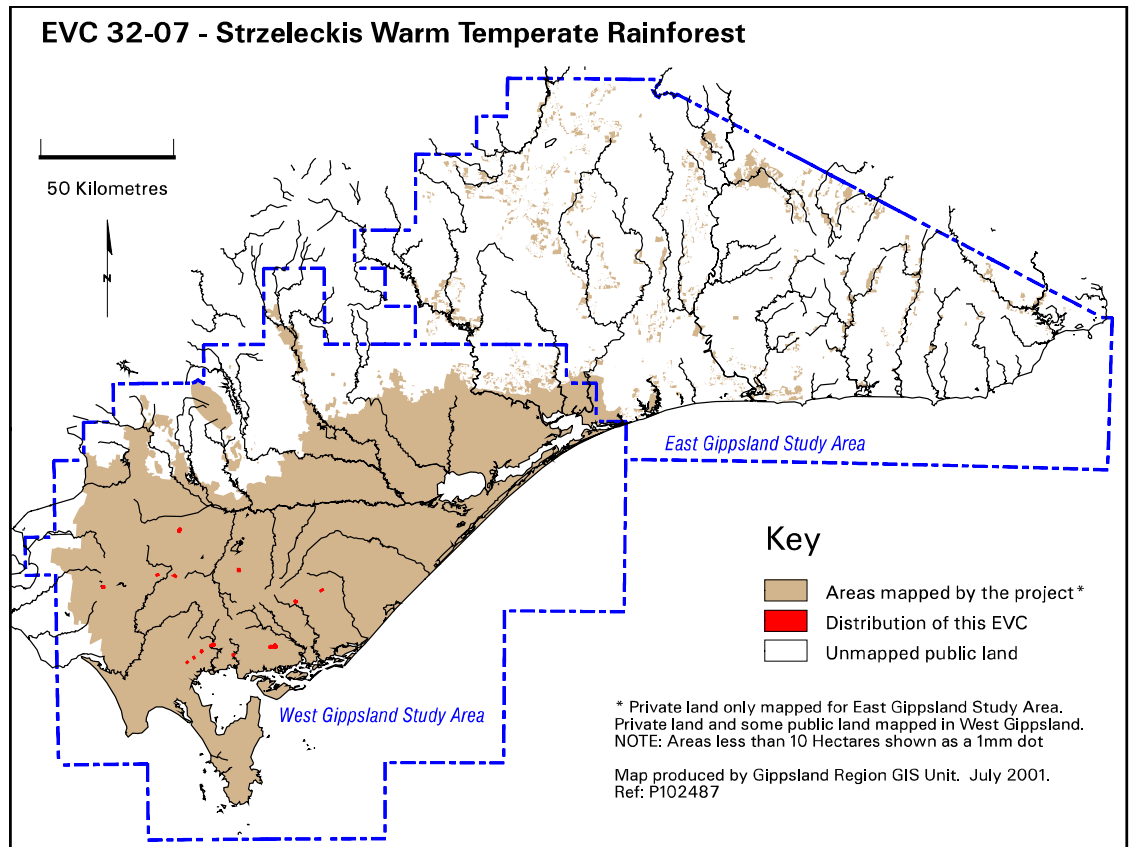 EVC 32-07 - Strzeleckis Warm Temperate Rainforest
50 Kilometres
N
East Gippsland Study Area
West Gippsland Study Area
Key
Areas mapped by the project*
Distribution of this EVC
Unmapped public land
* Private land only mapped for East Gippsland Study Area.
Private land and some public land mapped in West Gippsland.
NOTE: Areas less than 10 Hectares shown as a 1mm dot
Map produced by Gippsland Region GIS Unit. July 2001.
Ref: P102487